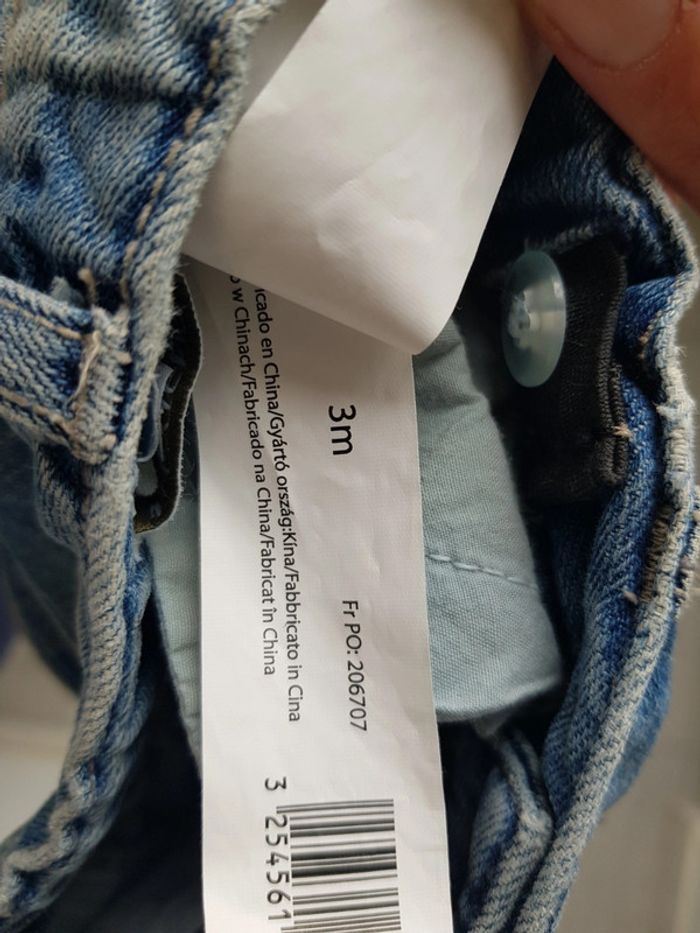 3m
icado en China/Gyártó ország:Kína/Fabbricato in Cina
w Chinach/Fabricado na China/Fabricat în China
Fr PO: 206707
3 254561